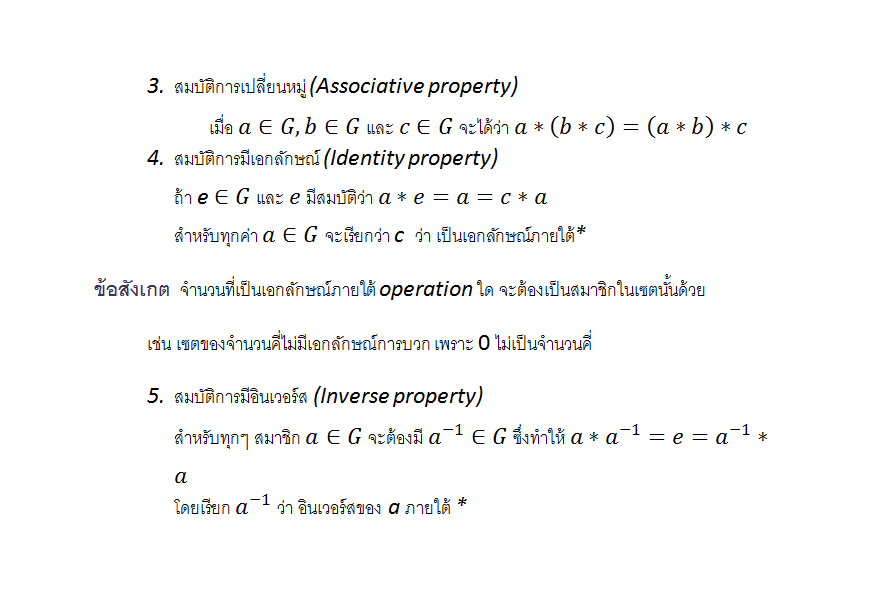 3. สมบัติการเปลี่ยนหมู่ (Associative property)
เมื่อ a ∈ G, b ∈ G และ c ∈ G จะได้ว่า a ∗ (b ∗ c) = (a ∗ b) ∗ c
4. สมบัติการมีเอกลักษณ์ (Identity property)
ถ้า e ∈ G และ e มีสมบัติว่า a ∗ e = a = c ∗ a
สำหรับทุกค่า a ∈ G จะเรียกว่า c ว่า เป็นเอกลักษณ์ภายใต้*
ข้อสังเกต จำนวนที่เป็นเอกลักษณ์ภายใต้ operation ใด จะต้องเป็นสมาชิกในเซตนั้นด้วย
เช่น เซตของจำนวนคี่ไม่มีเอกลักษณ์การบวก เพราะ 0 ไม่เป็นจำนวนคี่
5. สมบัติการมีอินเวอร์ส (Inverse property)
สำหรับทุกๆ สมาชิก a ∈ G จะต้องมี a⁻¹ ∈ G ซึ่งทำให้ a ∗ a⁻¹ = e = a⁻¹ ∗
a
โดยเรียก a⁻¹ ว่า อินเวอร์สของ a ภายใต้ *